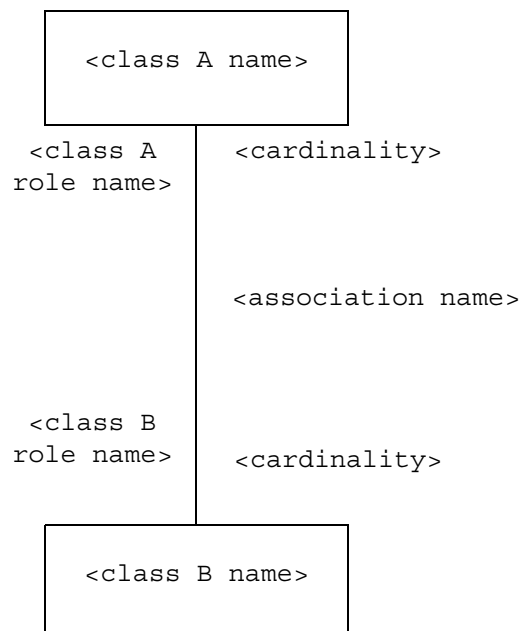 <class A name>
<class A
role name>
<cardinality>
<association name>
<class B
role name>
<cardinality>
<class B name>